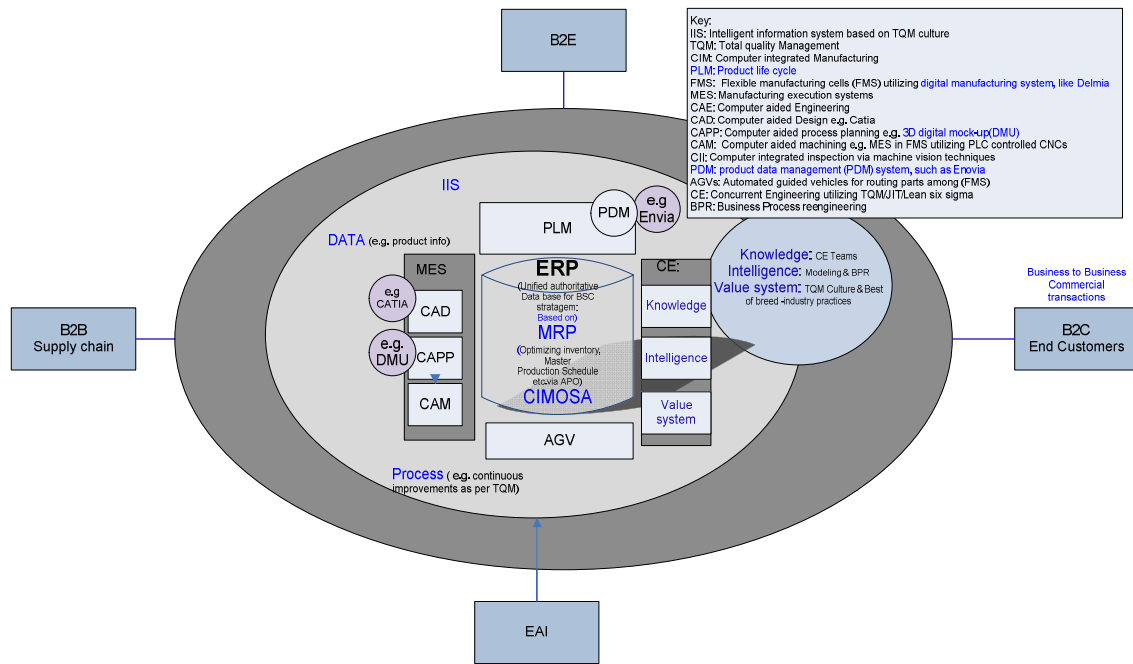 B2E
Key:
IIS: Intelligent information system based on TQM culture
TQM: Total quality Management
CIM: Computer integrated Manufacturing
PLM: Product life cycle
FMS: Flexible manufacturing cells (FMS) utilizing digital manufacturing system, like Delmia
MES: Manufacturing execution systems
CAE: Computer aided Engineering
CAD: Computer aided Design e.g. Catia
CAPP: Computer aided process planning e.g. 3D digital mock-up(DMU)
CAM: Computer aided machining e.g. MES in FMS utilizing PLC controlled CNCs
CII: Computer integrated inspection via machine vision techniques
PDM: product data management (PDM) system, such as Enovia
AGVs: Automated guided vehicles for routing parts among (FMS)
CE: Concurrent Engineering utilizing TQM/JIT/Lean six sigma
BPR: Business Process reengineering
IIS
PLM
PDM
e.g
Envia
DATA (e.g. product info)
MES
e.g
CATIA
CAD
e.g.
DMU
CAPP
CAM
ERP
(Unified authoritative
Data base for BSC
stratagem:
Based on)
MRP
(Optimizing inventory,
Master
Production Schedule
etc.via APO)
CIMOSA
CE:
Knowledge
Intelligence
Value
system
Knowledge: CE Teams
Intelligence: Modeling & BPR
Value system: TQM Culture & Best
of breed -industry practices
AGV
Process ( e.g. continuous
improvements as per TQM)
B2B
Supply chain
Business to Business
Commercial
transactions
B2C
End Customers
EAI